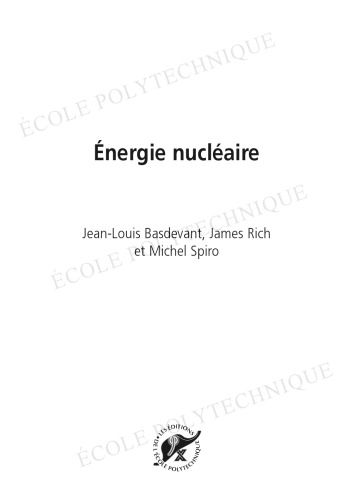 ÉCOLE POLYTECHNIQUE
Énergie nucléaire
ÉCOLE POLYTECHNIQUE
Jean-Louis Basdevant, James Rich
et Michel Spiro
ÉCOLE POLYTECHNIQUE
LES ÉDITIONS
DE L'ÉCOLE POLYTECHNIQUE